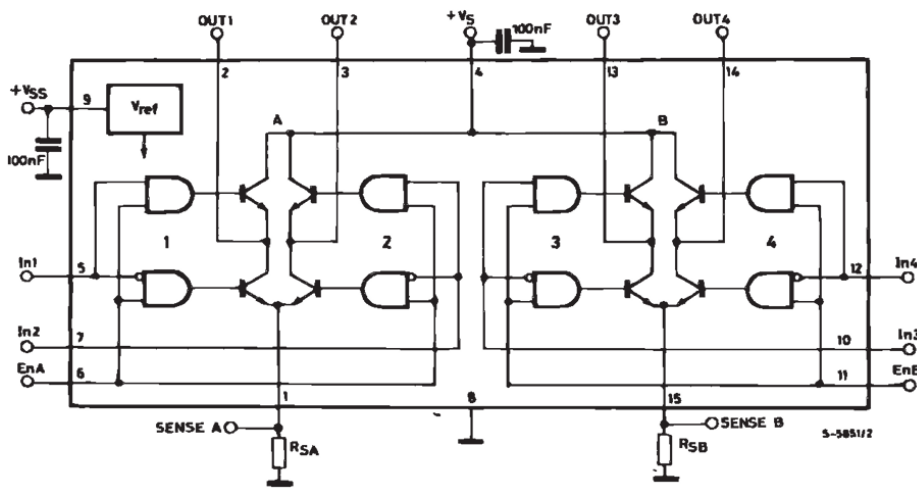 OUT1 OUT2 +VS 100nF OUT3 OUT4
2 3 4 13 14
+VSS 9 Vref
A B
100nF
1 2 3 4
In1 5 12 In4
In2 7 10 In3
EnA 6 11 EnB
1 8 15
SENSE A SENSE B S-5851/2
RSA RSB